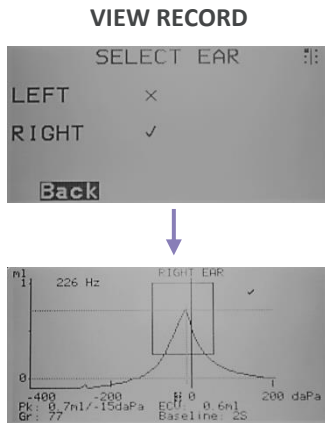 VIEW RECORD
SELECT EAR
LEFT ×
RIGHT ✓
Back
ml RIGHT EAR
1 226 Hz ✓
0
-400 -200 0 200 daPa
Pk: 0.7ml/-15daPa ECV: 0.6ml
Gr: 77 Baseline: 2S